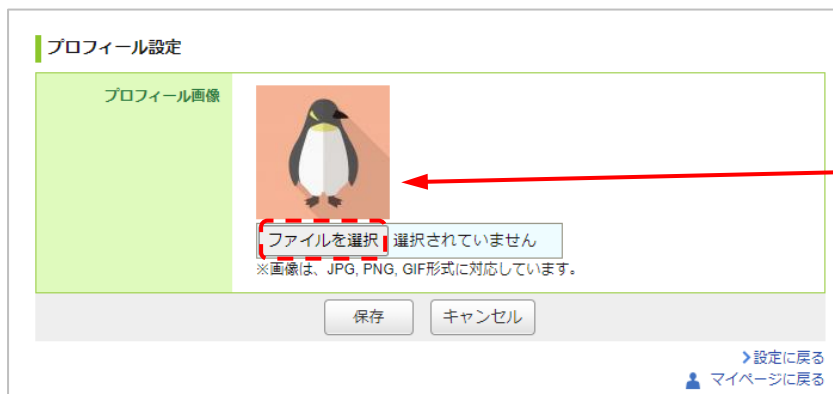 プロフィール設定
プロフィール画像
ファイルを選択 選択されていません
※画像は、JPG, PNG, GIF形式に対応しています。
保存 キャンセル
設定に戻る
マイページに戻る